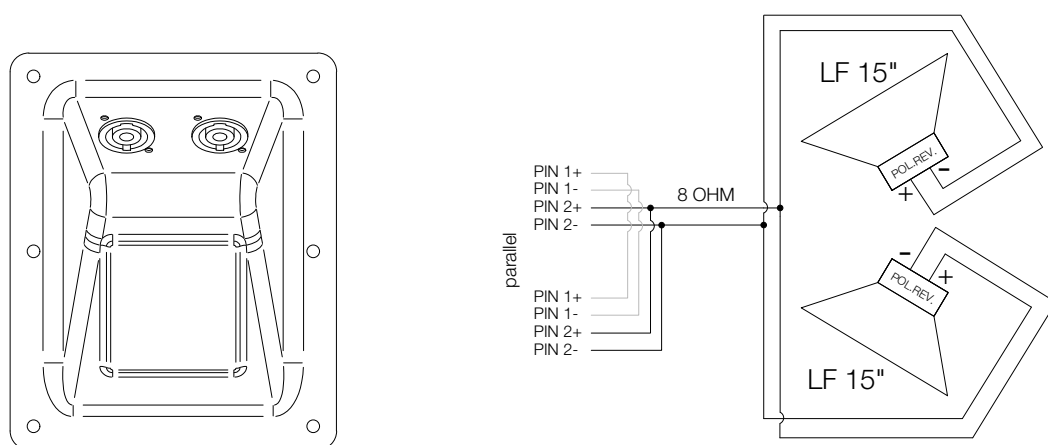 LF 15"
POL.REV.
-
+
PIN 1+
PIN 1-
PIN 2+
PIN 2-
8 OHM
parallel
PIN 1+
PIN 1-
PIN 2+
PIN 2-
-
+
POL.REV.
LF 15"